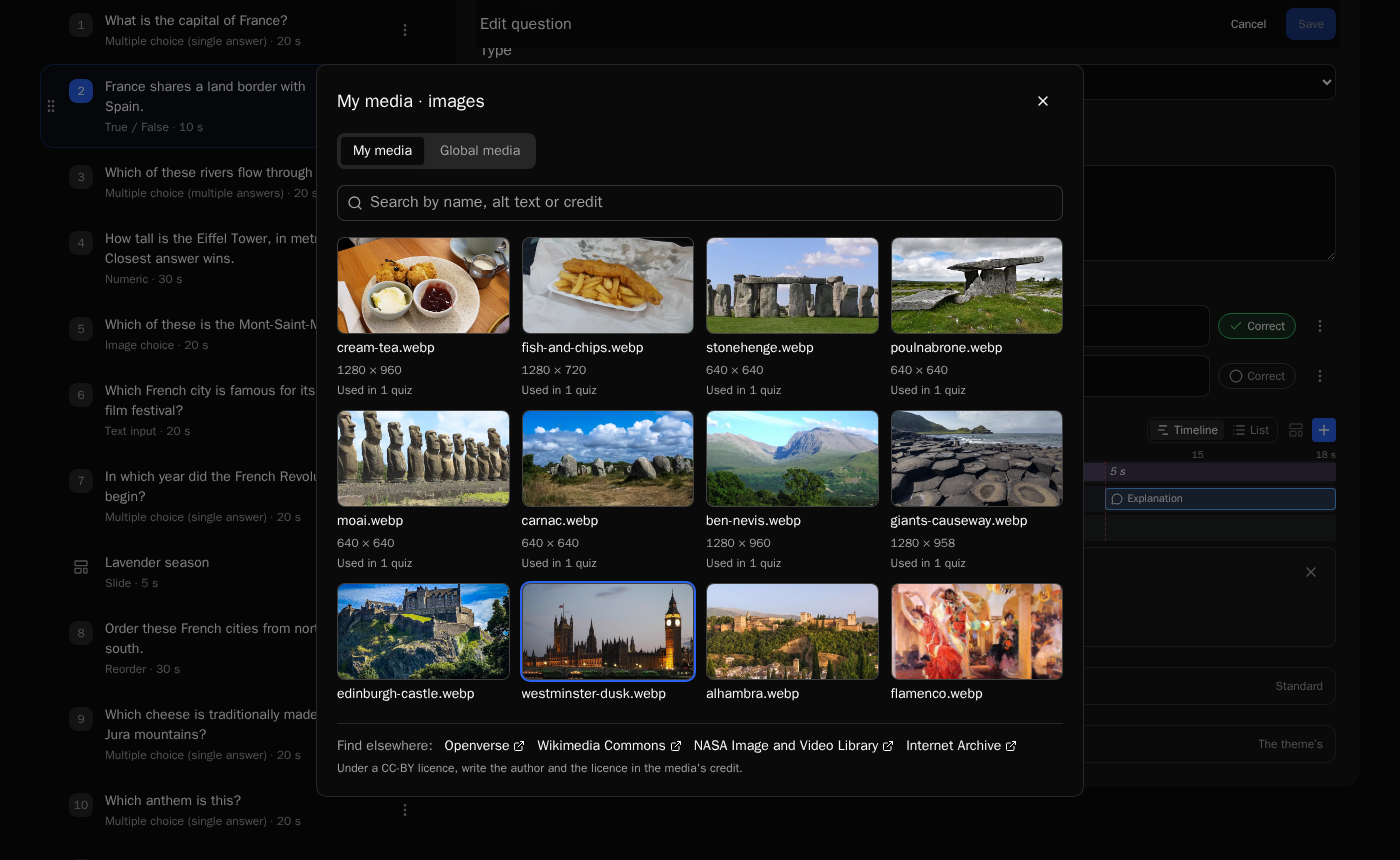 1
What is the capital of France?
Multiple choice (single answer) · 20 s
2
France shares a land border with
Spain.
True / False · 10 s
3
Which of these rivers flow through
Multiple choice (multiple answers) · 20 s
4
How tall is the Eiffel Tower, in
Closest answer wins.
Numeric · 30 s
5
Which of these is the Mont-Saint-
Image choice · 20 s
6
Which French city is famous for its
film festival?
Text input · 20 s
7
In which year did the French
begin?
Multiple choice (single answer) · 20 s
Lavender season
Slide · 5 s
8
Order these French cities from
south.
Reorder · 30 s
9
Which cheese is traditionally made
Jura mountains?
Multiple choice (single answer) · 20 s
10
Which anthem is this?
Multiple choice (single answer) · 20 s
Edit question
Cancel
Save
Type
My media · images
My media
Global media
Search by name, alt text or credit
cream-tea.webp
1280 × 960
Used in 1 quiz
fish-and-chips.webp
1280 × 720
Used in 1 quiz
stonehenge.webp
640 × 640
Used in 1 quiz
poulnabrone.webp
640 × 640
Used in 1 quiz
moai.webp
640 × 640
Used in 1 quiz
carnac.webp
640 × 640
Used in 1 quiz
ben-nevis.webp
1280 × 960
Used in 1 quiz
giants-causeway.webp
1280 × 958
Used in 1 quiz
edinburgh-castle.webp
westminster-dusk.webp
alhambra.webp
flamenco.webp
Find elsewhere: Openverse Wikimedia Commons NASA Image and Video Library Internet Archive
Under a CC-BY licence, write the author and the licence in the media's credit.
Correct
Correct
Timeline
List
15
18 s
5 s
Explanation
Standard
The theme's